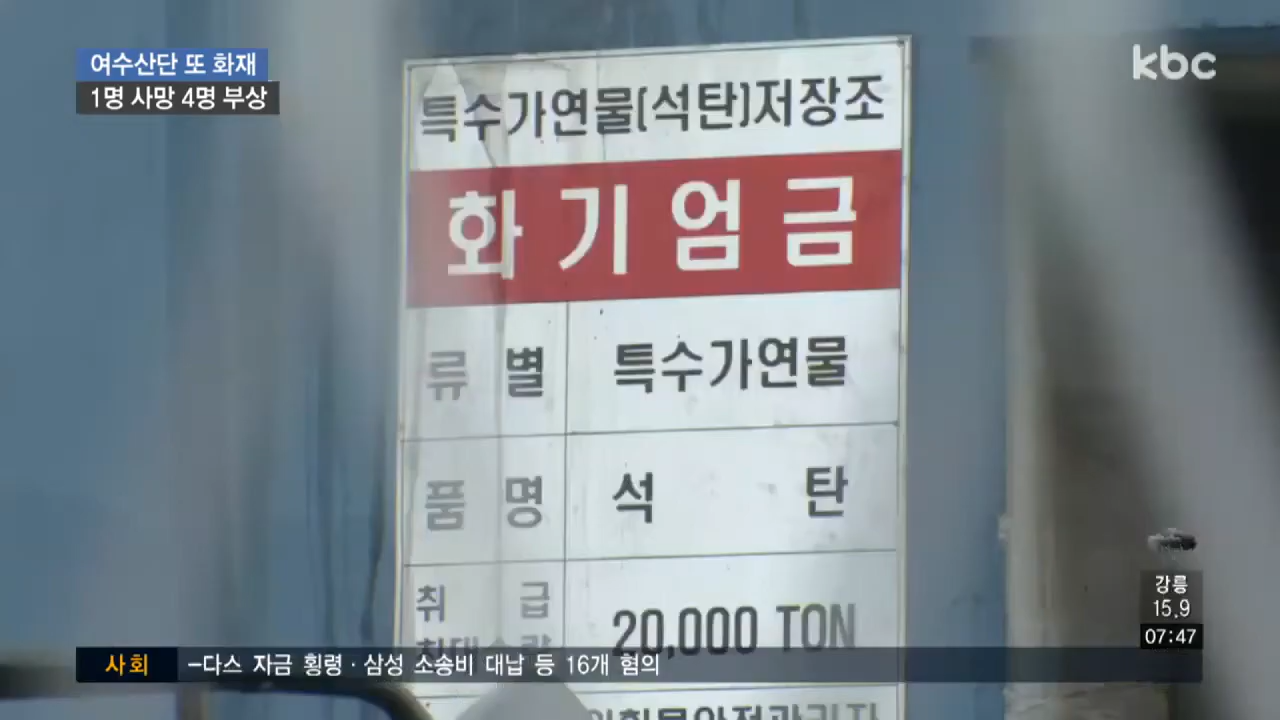 여수산단 또 화재
1명 사망 4명 부상
kbc
특수가연물(석탄)저장조
화기엄금
류별 특수가연물
품명 석탄
취급
20,000 TON
강릉
15.9
07:47
사회 -다스 자금 횡령·삼성 소송비 대납 등 16개 혐의